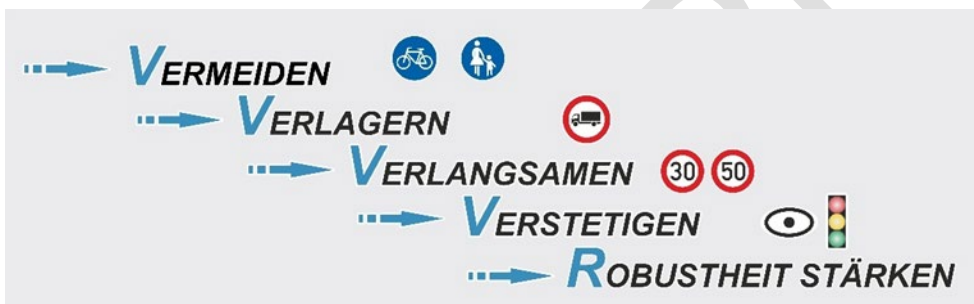 VERMEIDEN
VERLAGERN
VERLANGSAMEN 30 50
VERSTETIGEN
ROBUSTHEIT STÄRKEN